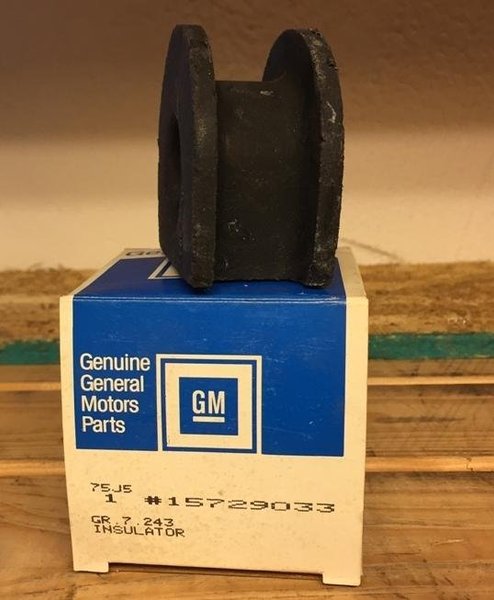 Genuine
General
Motors
Parts
GM
75J5
1 #15729033
GR.7.243
INSULATOR